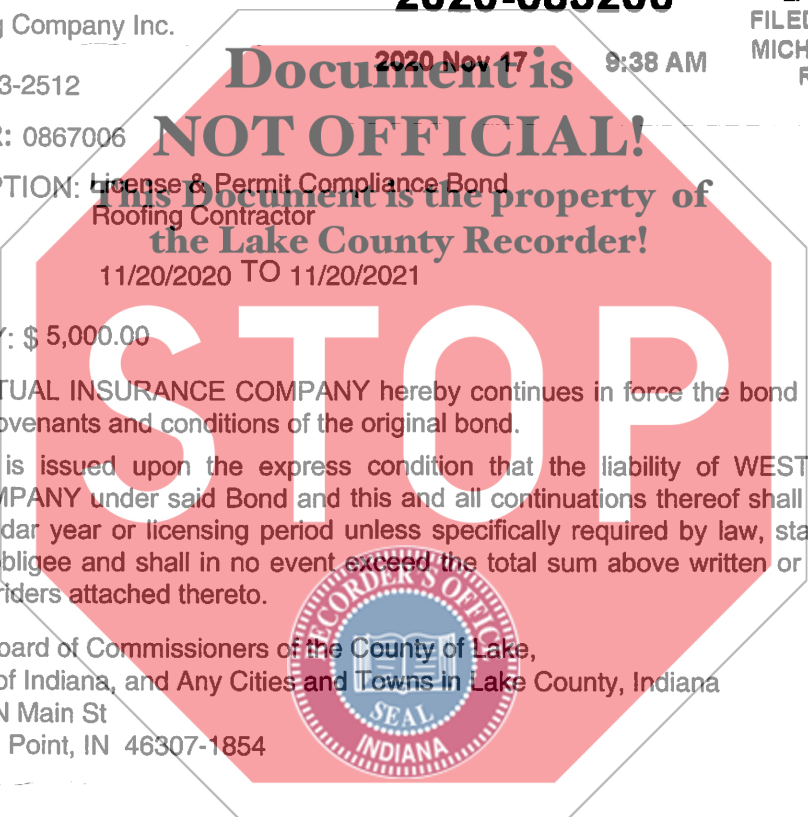 2020-083200
g Company Inc.
FILED
2020 Nov 17 9:38 AM
MICH
R
3-2512
R: 0867006
Document is
NOT OFFICIAL!
This Document is the property of
the Lake County Recorder!
PTION: License & Permit Compliance Bond
Roofing Contractor
11/20/2020 TO 11/20/2021
Y: $ 5,000.00
STOP
TUAL INSURANCE COMPANY hereby continues in force the bond
ovenants and conditions of the original bond.
is issued upon the express condition that the liability of WEST
MPANY under said Bond and this and all continuations thereof shall
dar year or licensing period unless specifically required by law, sta
bligee and shall in no event exceed the total sum above written or
riders attached thereto.
oard of Commissioners of the County of Lake,
of Indiana, and Any Cities and Towns in Lake County, Indiana
N Main St
Point, IN 46307-1854
RECORDER'S OFFICE
SEAL
INDIANA